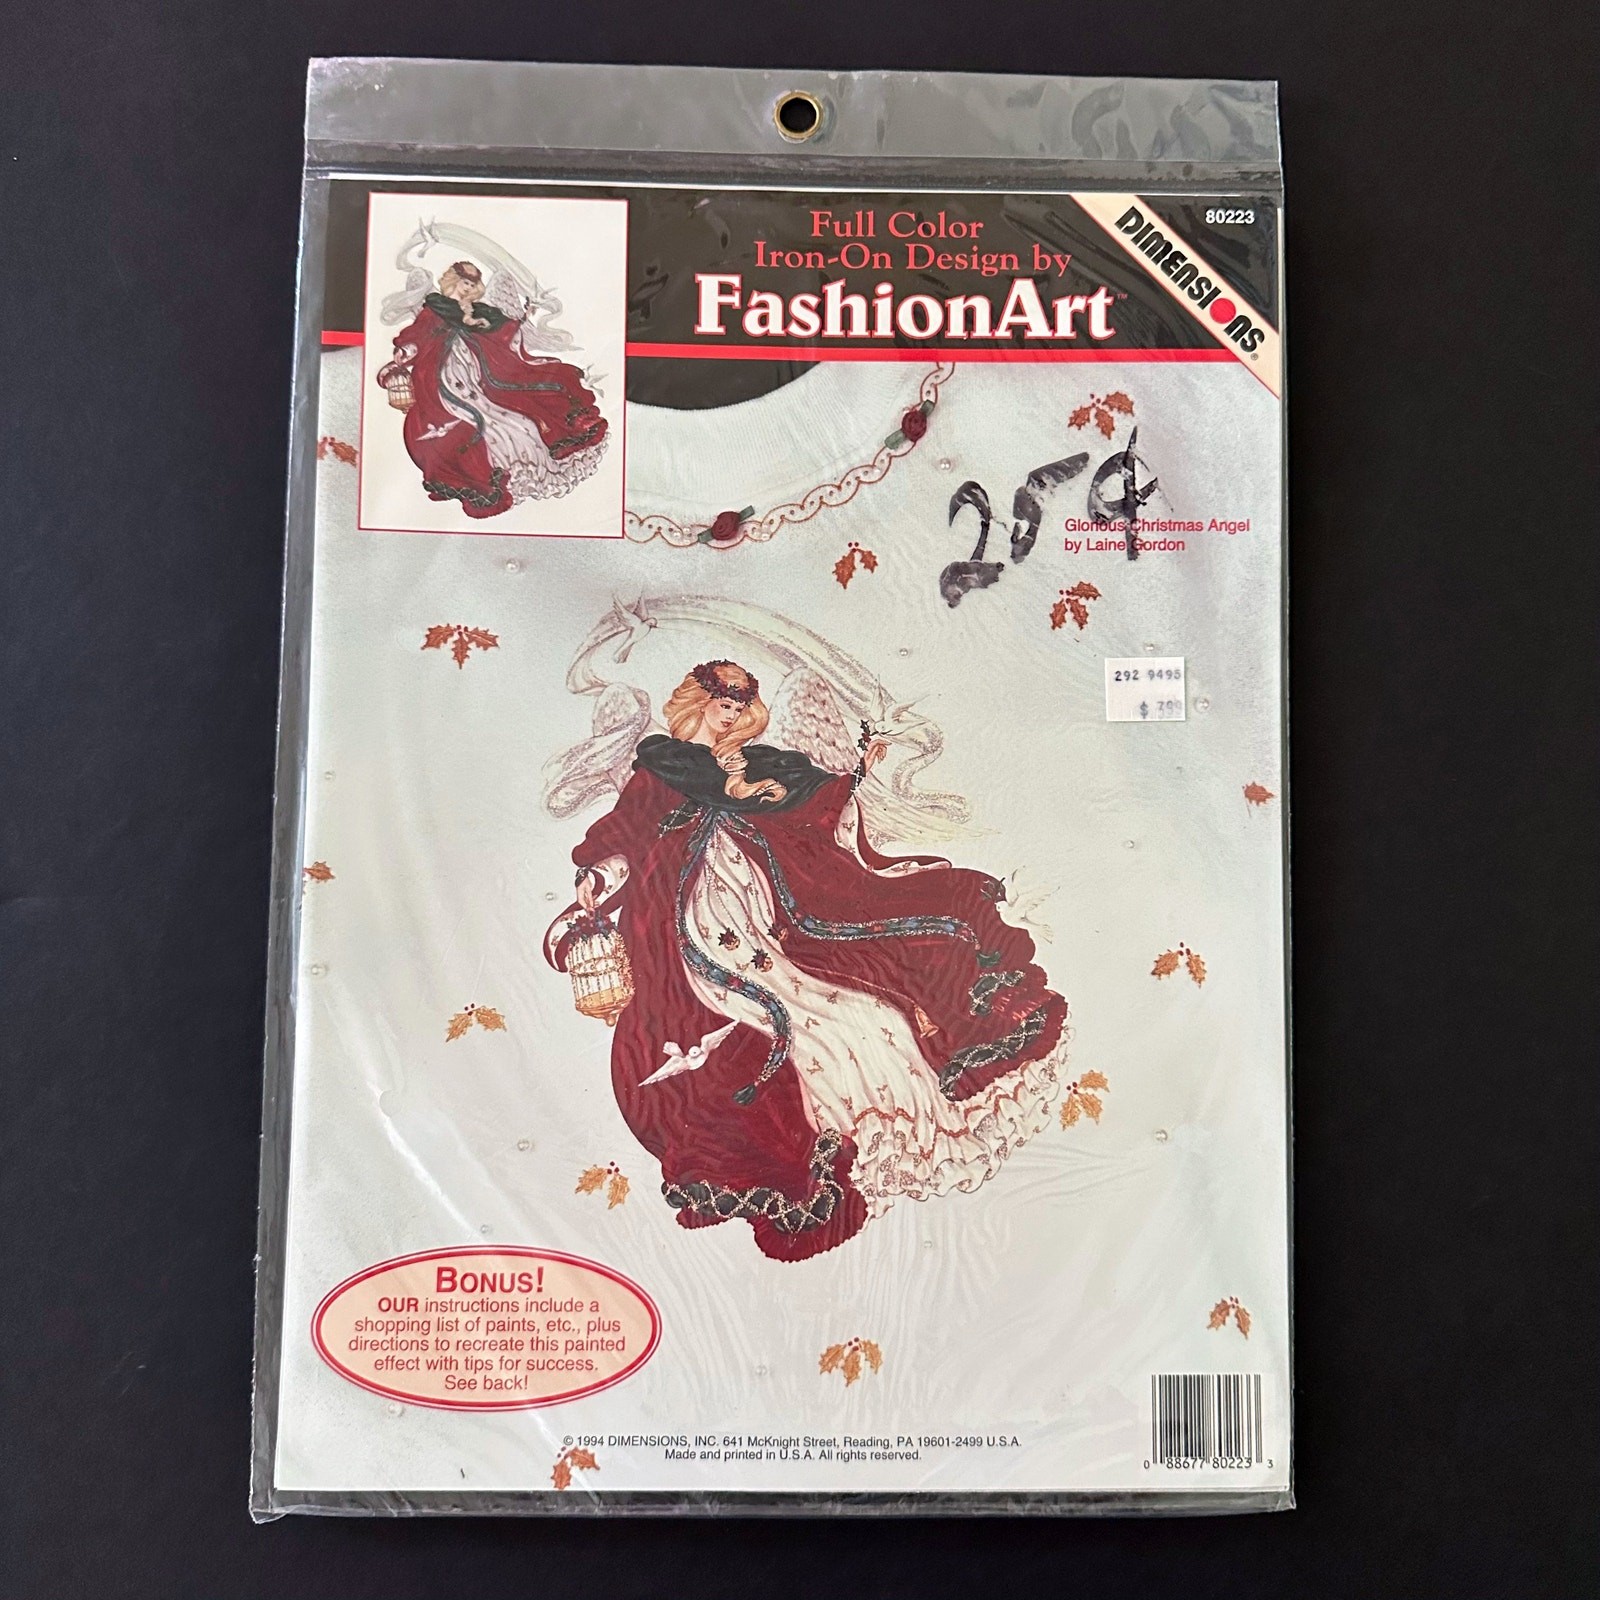 Full Color
Iron-On Design by
FashionArt™
DIMENSIONS®
80223
25¢
Glorious Christmas Angel
by Laine Gordon
292 9495
$ 399
BONUS!
OUR instructions include a
shopping list of paints, etc., plus
directions to recreate this painted
effect with tips for success.
See back!
© 1994 DIMENSIONS, INC. 641 McKnight Street, Reading, PA 19601-2499 U.S.A.
Made and printed in U.S.A. All rights reserved.
0 88677 80223 3